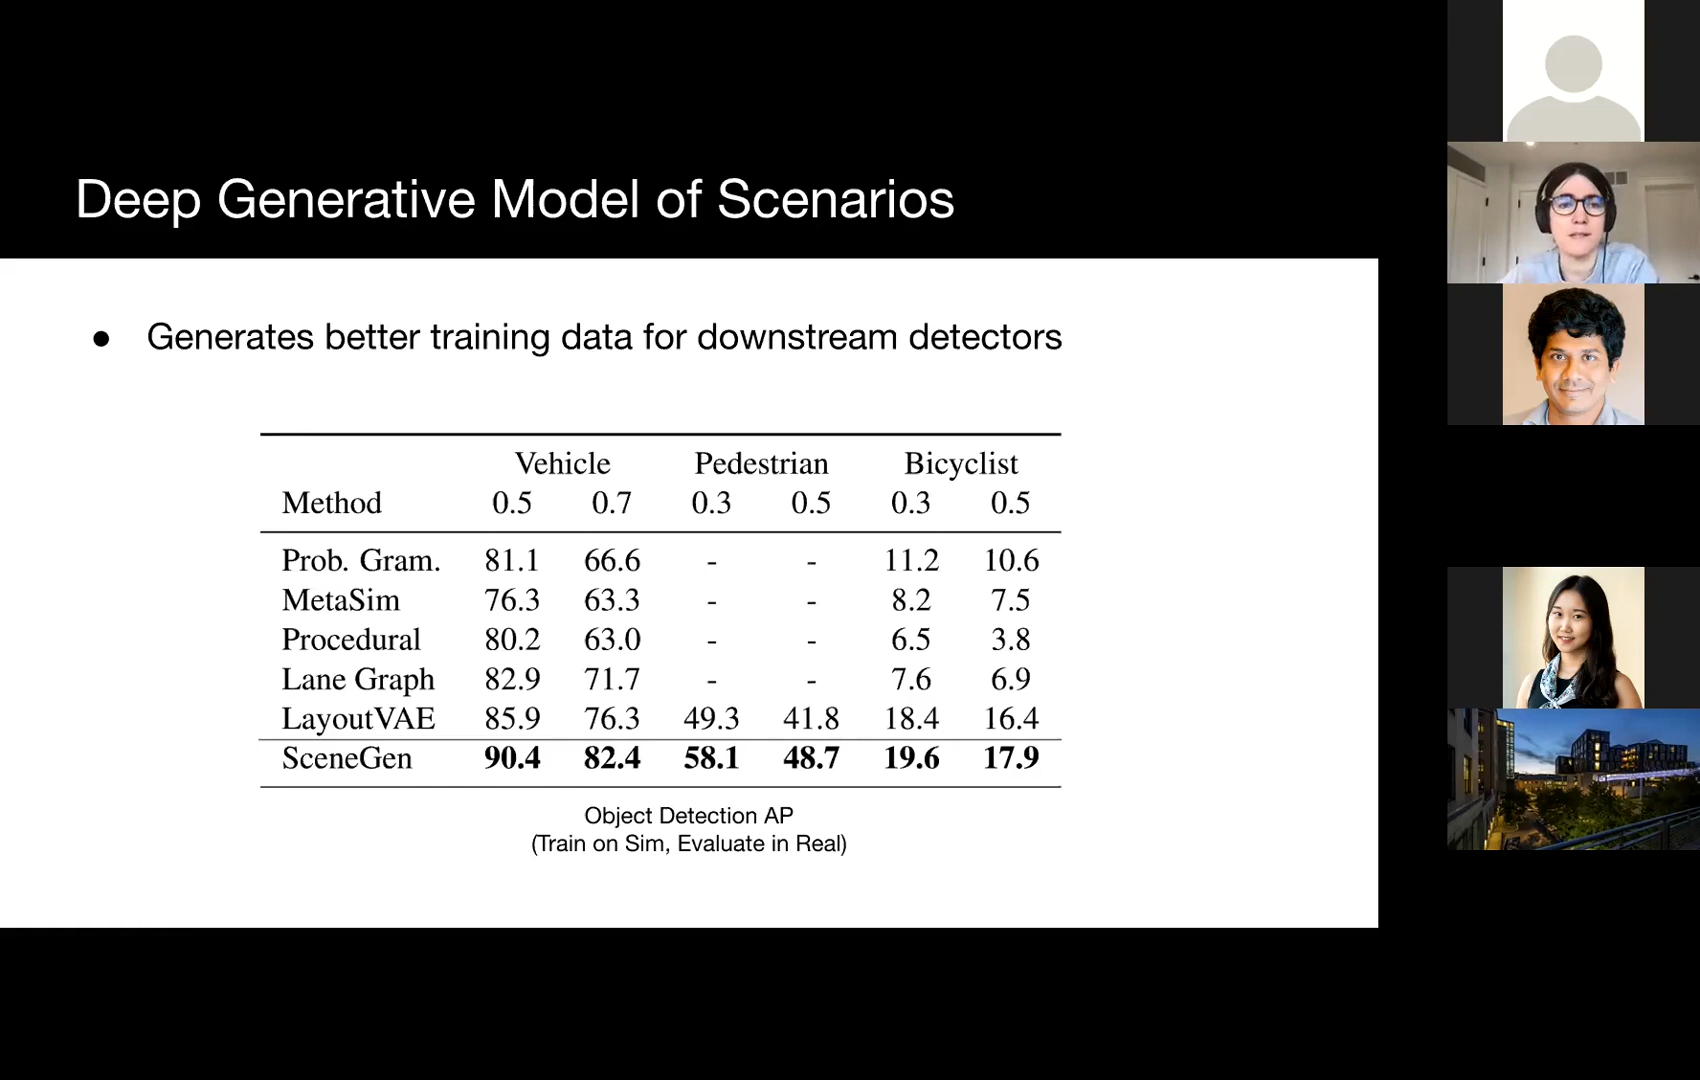 Deep Generative Model of Scenarios
● Generates better training data for downstream detectors
Vehicle Pedestrian Bicyclist
Method 0.5 0.7 0.3 0.5 0.3 0.5
Prob. Gram. 81.1 66.6 - - 11.2 10.6
MetaSim 76.3 63.3 - - 8.2 7.5
Procedural 80.2 63.0 - - 6.5 3.8
Lane Graph 82.9 71.7 - - 7.6 6.9
LayoutVAE 85.9 76.3 49.3 41.8 18.4 16.4
SceneGen 90.4 82.4 58.1 48.7 19.6 17.9
Object Detection AP
(Train on Sim, Evaluate in Real)